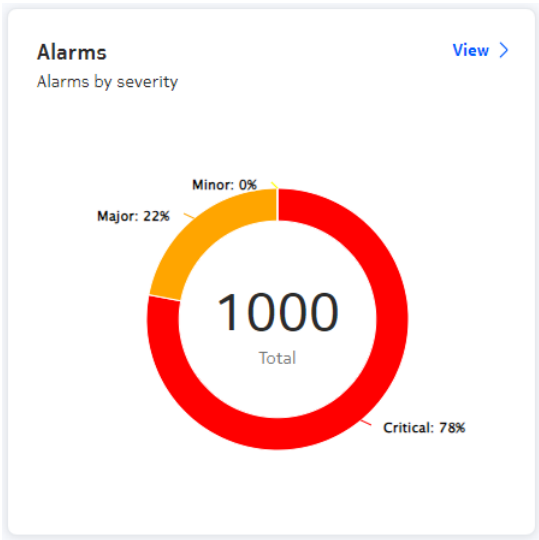 Alarms
View
Alarms by severity
Minor: 0%
Major: 22%
1000
Total
Critical: 78%